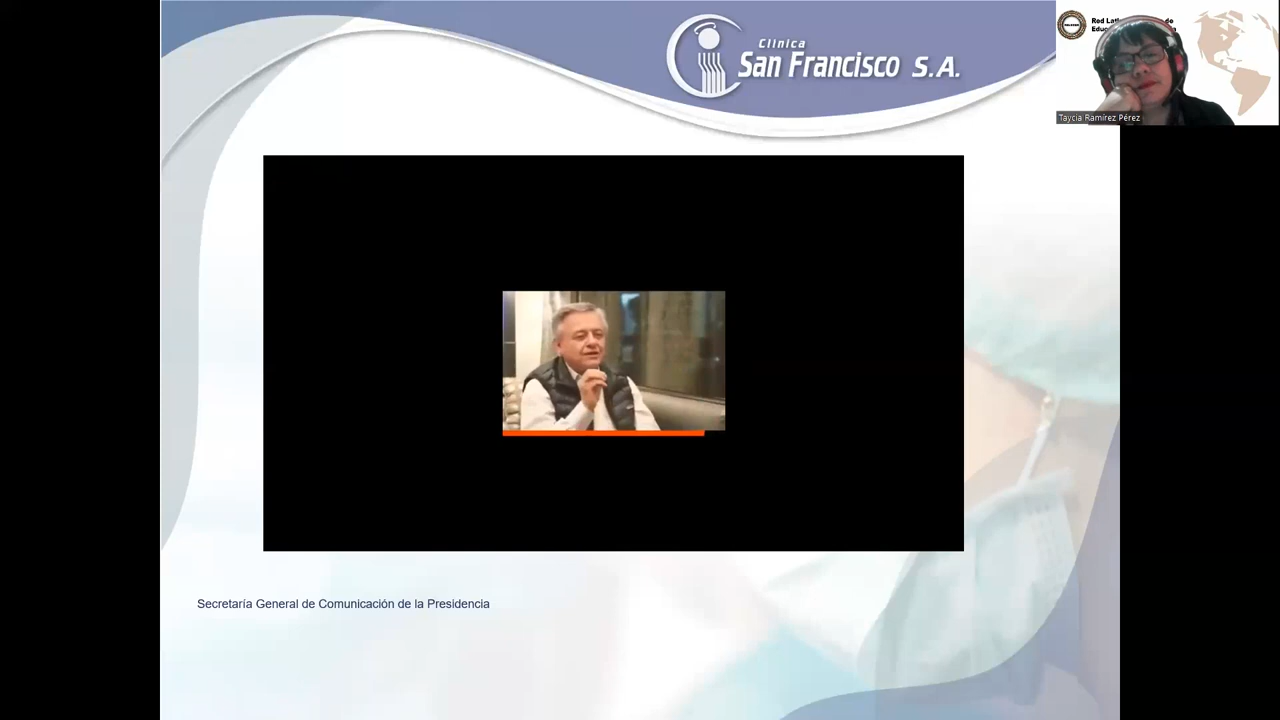 Clínica
San Francisco S.A.
Taycia Ramírez Pérez
Secretaría General de Comunicación de la Presidencia